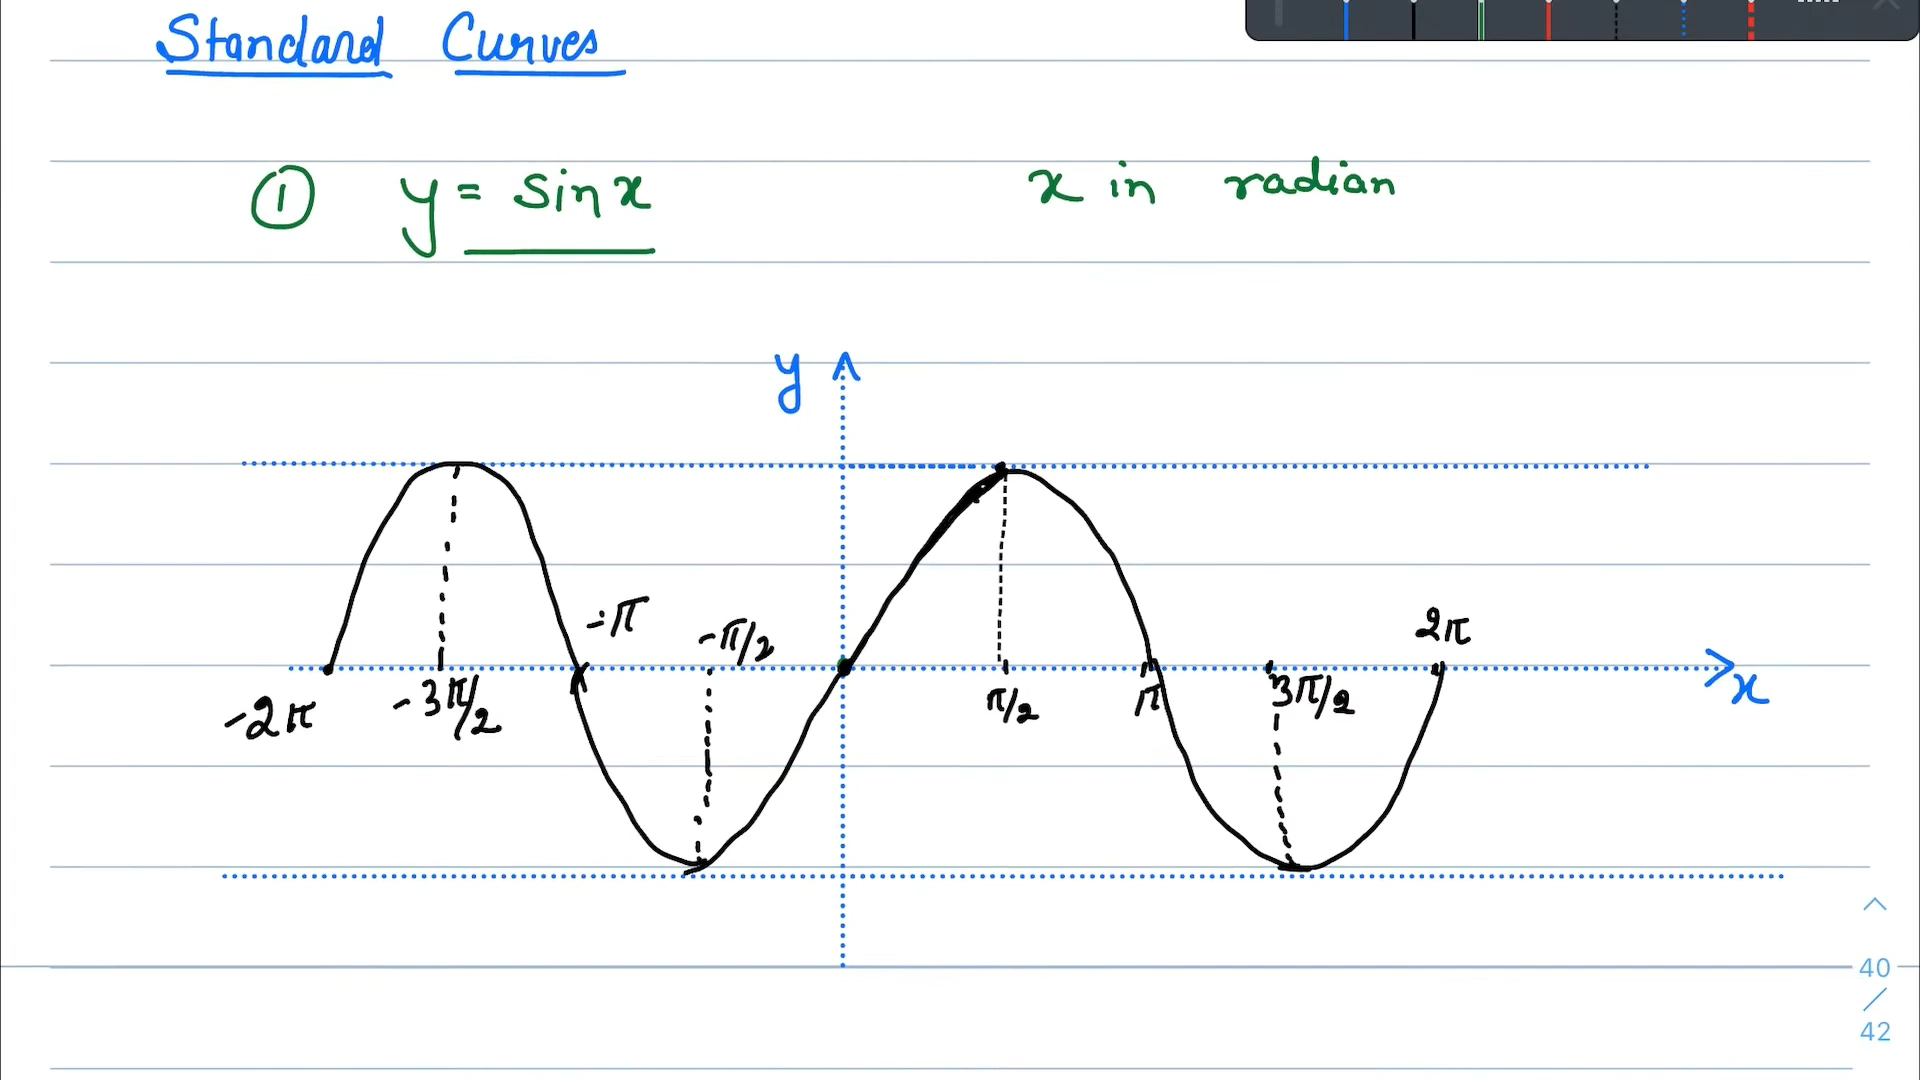 Standard Curves
① y = sin x x in radian
y
-π -π/2 2π
-2π -3π/2 π/2 π 3π/2 x
40
/
42